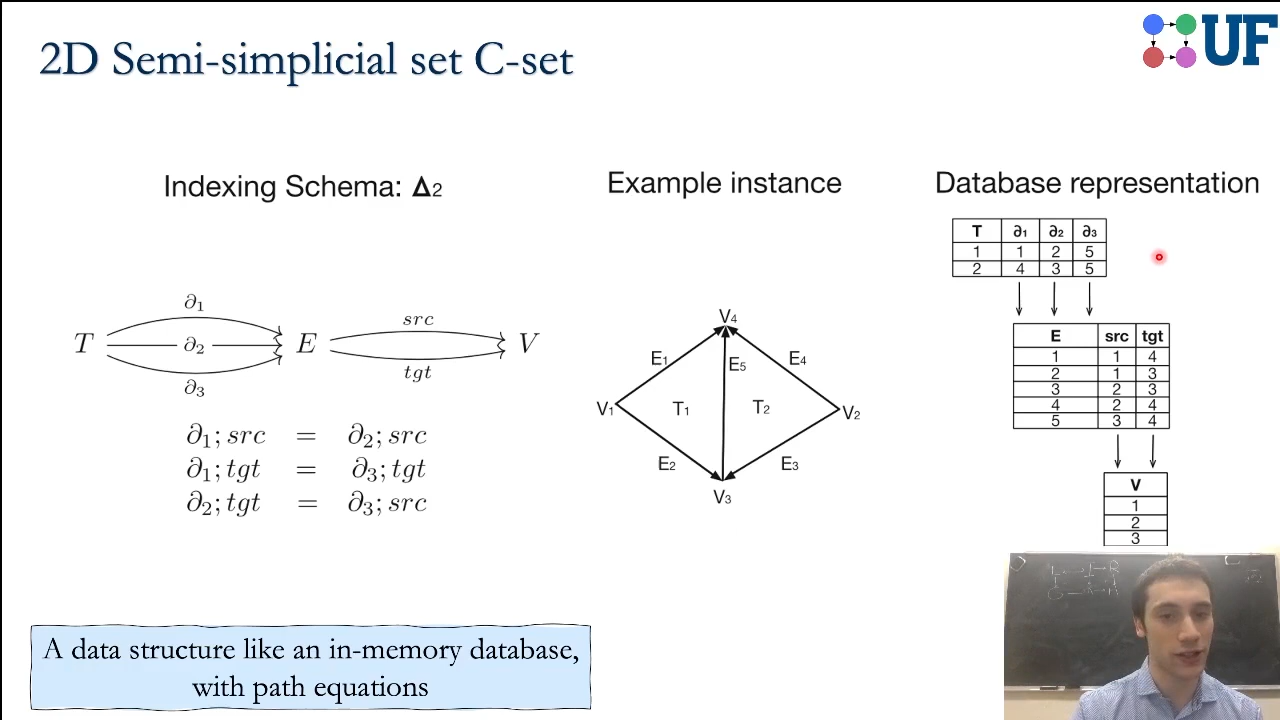 2D Semi-simplicial set C-set
UF
Indexing Schema: Δ₂
Example instance
Database representation
T ∂₁ ∂₂ ∂₃
1 1 2 5
2 4 3 5
T ∂₁ ∂₂ ∂₃ E src tgt V
∂₁; src = ∂₂; src
∂₁; tgt = ∂₃; tgt
∂₂; tgt = ∂₃; src
V₄
E₁ E₅ E₄
V₁ T₁ T₂ V₂
E₂ E₃
V₃
E src tgt
1 1 4
2 1 3
3 2 3
4 2 4
5 3 4
V
1
2
3
A data structure like an in-memory database,
with path equations